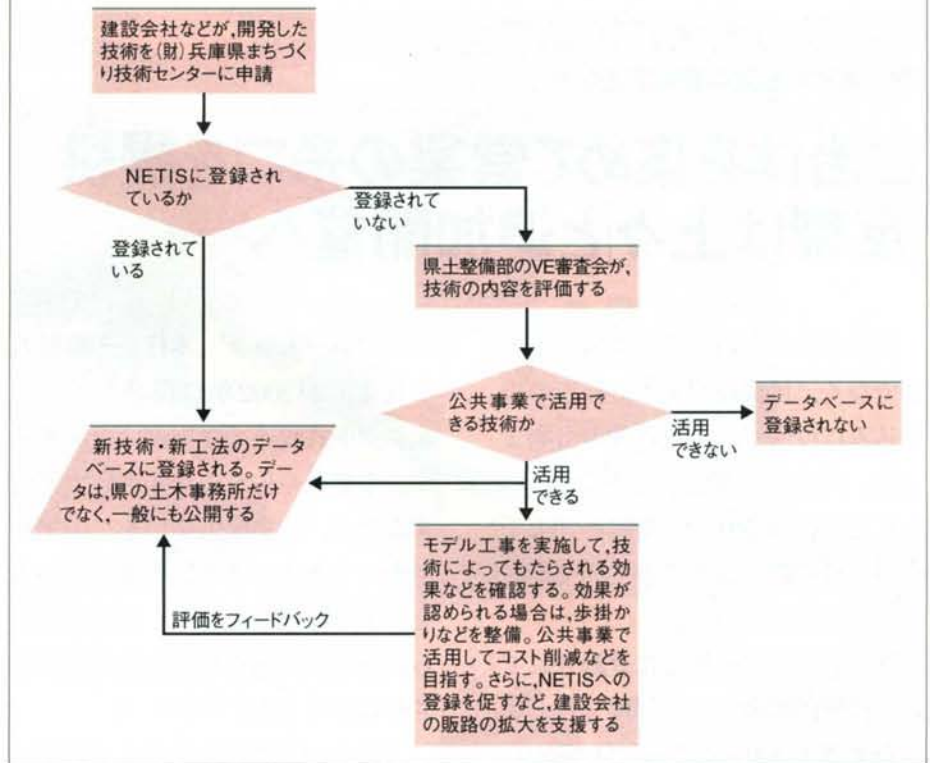 建設会社などが,開発した
技術を(財)兵庫県まちづく
り技術センターに申請
NETISに登録され
ているか
登録されて
いない
登録されて
いる
県土整備部のVE審査会が,
技術の内容を評価する
公共事業で活用で
きる技術か
活用
できない
データベースに
登録されない
活用
できる
新技術・新工法のデータ
ベースに登録される。デー
タは,県の土木事務所だけ
でなく,一般にも公開する
モデル工事を実施して,技
術によってもたらされる効
果などを確認する。効果が
認められる場合は,歩掛か
りなどを整備。公共事業で
活用してコスト削減などを
目指す。さらに,NETISへの
登録を促すなど,建設会社
の販路の拡大を支援する
評価をフィードバック